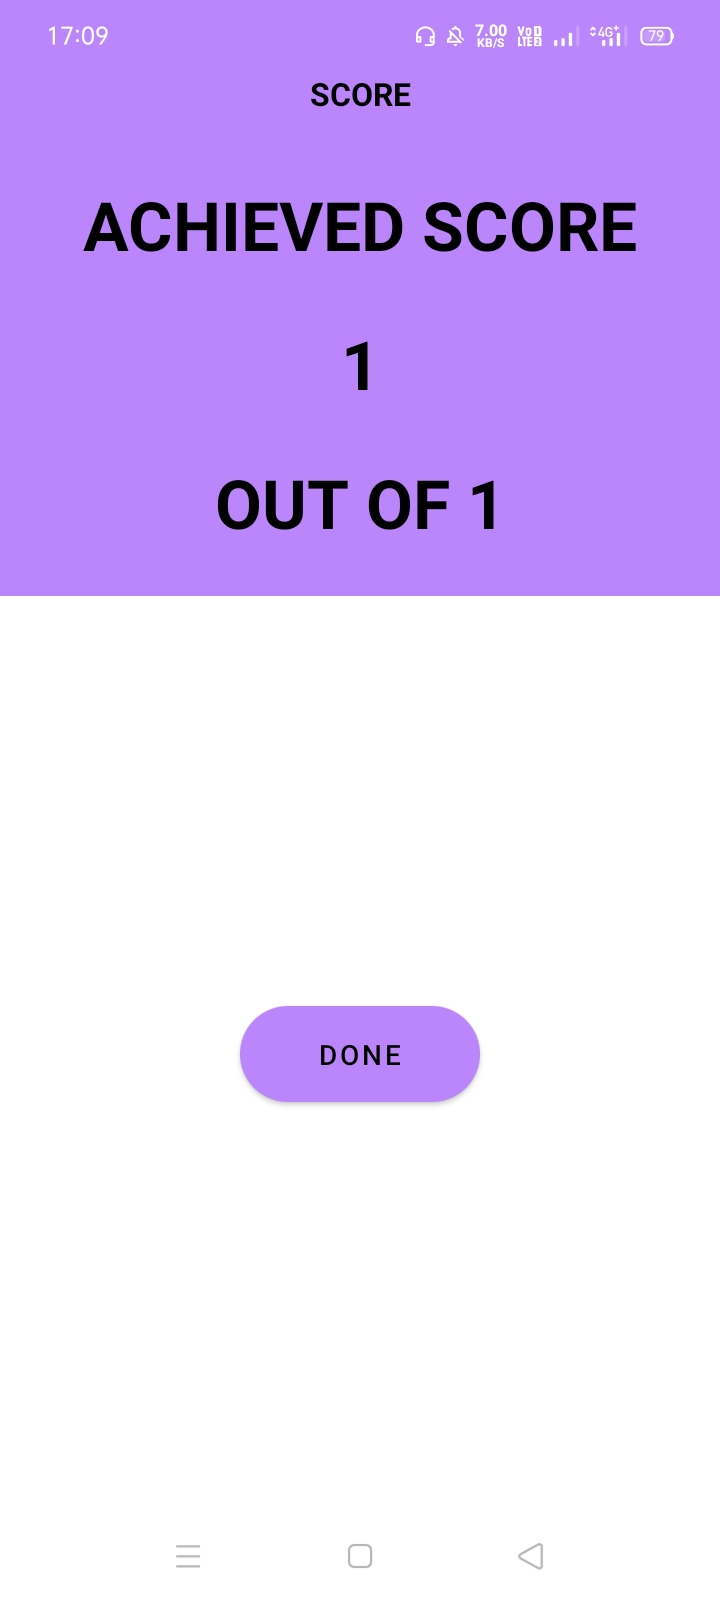 17:09 7.00 KB/S VoD LTE2 4G+ 79
SCORE
ACHIEVED SCORE
1
OUT OF 1
DONE